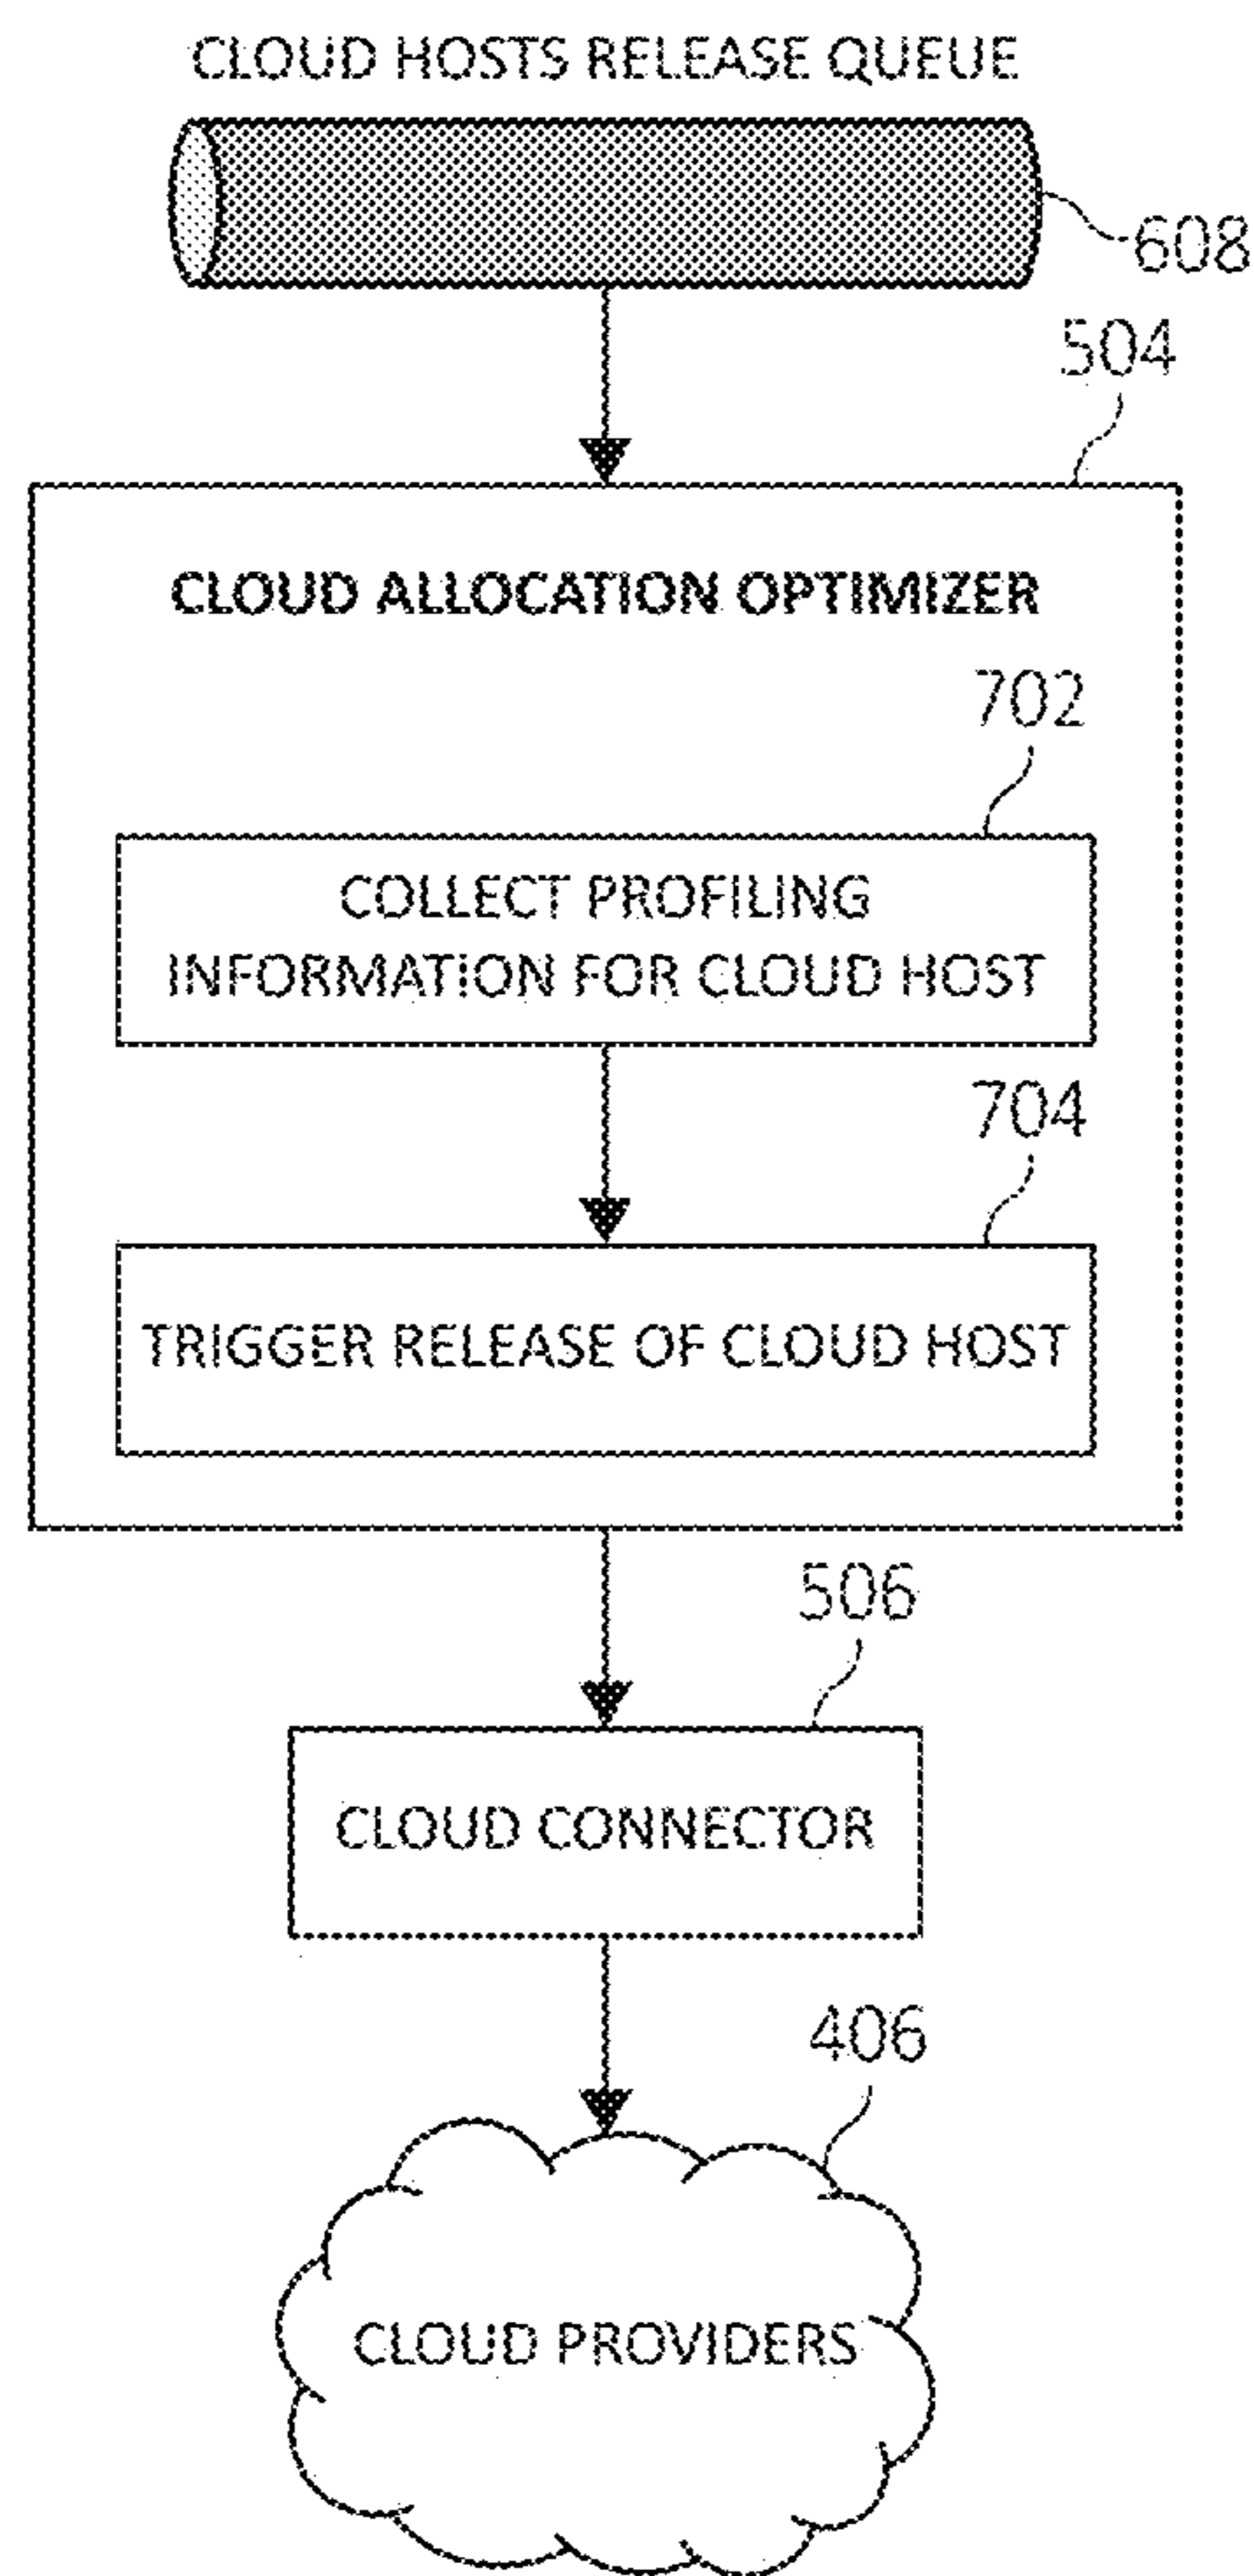 CLOUD HOSTS RELEASE QUEUE
608
504
CLOUD ALLOCATION OPTIMIZER
702
COLLECT PROFILING
INFORMATION FOR CLOUD HOST
704
TRIGGER RELEASE OF CLOUD HOST
506
CLOUD CONNECTOR
406
CLOUD PROVIDERS